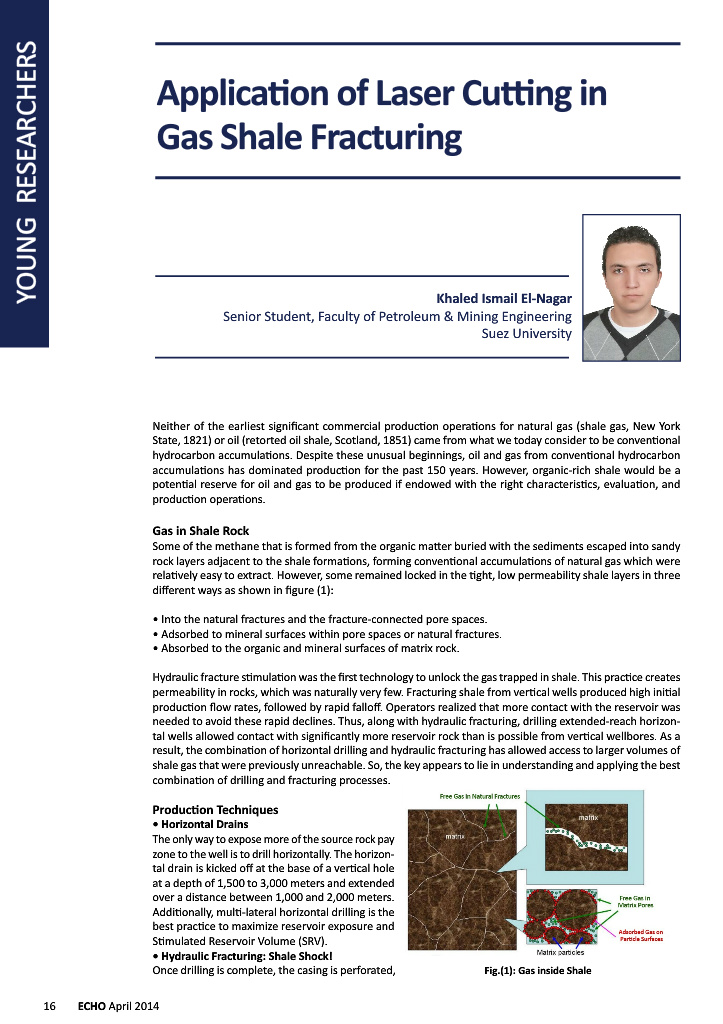 YOUNG RESEARCHERS
Application of Laser Cutting in
Gas Shale Fracturing
Khaled Ismail El-Nagar
Senior Student, Faculty of Petroleum & Mining Engineering
Suez University
Neither of the earliest significant commercial production operations for natural gas (shale gas, New York
State, 1821) or oil (retorted oil shale, Scotland, 1851) came from what we today consider to be conventional
hydrocarbon accumulations. Despite these unusual beginnings, oil and gas from conventional hydrocarbon
accumulations has dominated production for the past 150 years. However, organic-rich shale would be a
potential reserve for oil and gas to be produced if endowed with the right characteristics, evaluation, and
production operations.
Gas in Shale Rock
Some of the methane that is formed from the organic matter buried with the sediments escaped into sandy
rock layers adjacent to the shale formations, forming conventional accumulations of natural gas which were
relatively easy to extract. However, some remained locked in the tight, low permeability shale layers in three
different ways as shown in figure (1):
• Into the natural fractures and the fracture-connected pore spaces.
• Adsorbed to mineral surfaces within pore spaces or natural fractures.
• Absorbed to the organic and mineral surfaces of matrix rock.
Hydraulic fracture stimulation was the first technology to unlock the gas trapped in shale. This practice creates
permeability in rocks, which was naturally very few. Fracturing shale from vertical wells produced high initial
production flow rates, followed by rapid falloff. Operators realized that more contact with the reservoir was
needed to avoid these rapid declines. Thus, along with hydraulic fracturing, drilling extended-reach horizon-
tal wells allowed contact with significantly more reservoir rock than is possible from vertical wellbores. As a
result, the combination of horizontal drilling and hydraulic fracturing has allowed access to larger volumes of
shale gas that were previously unreachable. So, the key appears to lie in understanding and applying the best
combination of drilling and fracturing processes.
Production Techniques
• Horizontal Drains
The only way to expose more of the source rock pay
zone to the well is to drill horizontally. The horizon-
tal drain is kicked off at the base of a vertical hole
at a depth of 1,500 to 3,000 meters and extended
over a distance between 1,000 and 2,000 meters.
Additionally, multi-lateral horizontal drilling is the
best practice to maximize reservoir exposure and
Stimulated Reservoir Volume (SRV).
• Hydraulic Fracturing: Shale Shock!
Once drilling is complete, the casing is perforated,
Free Gas in Natural Fractures
matrix
matrix
Free Gas in
Matrix Pores
Adsorbed Gas on
Particle Surfaces
Matrix particles
Fig.(1): Gas inside Shale
16 ECHO April 2014